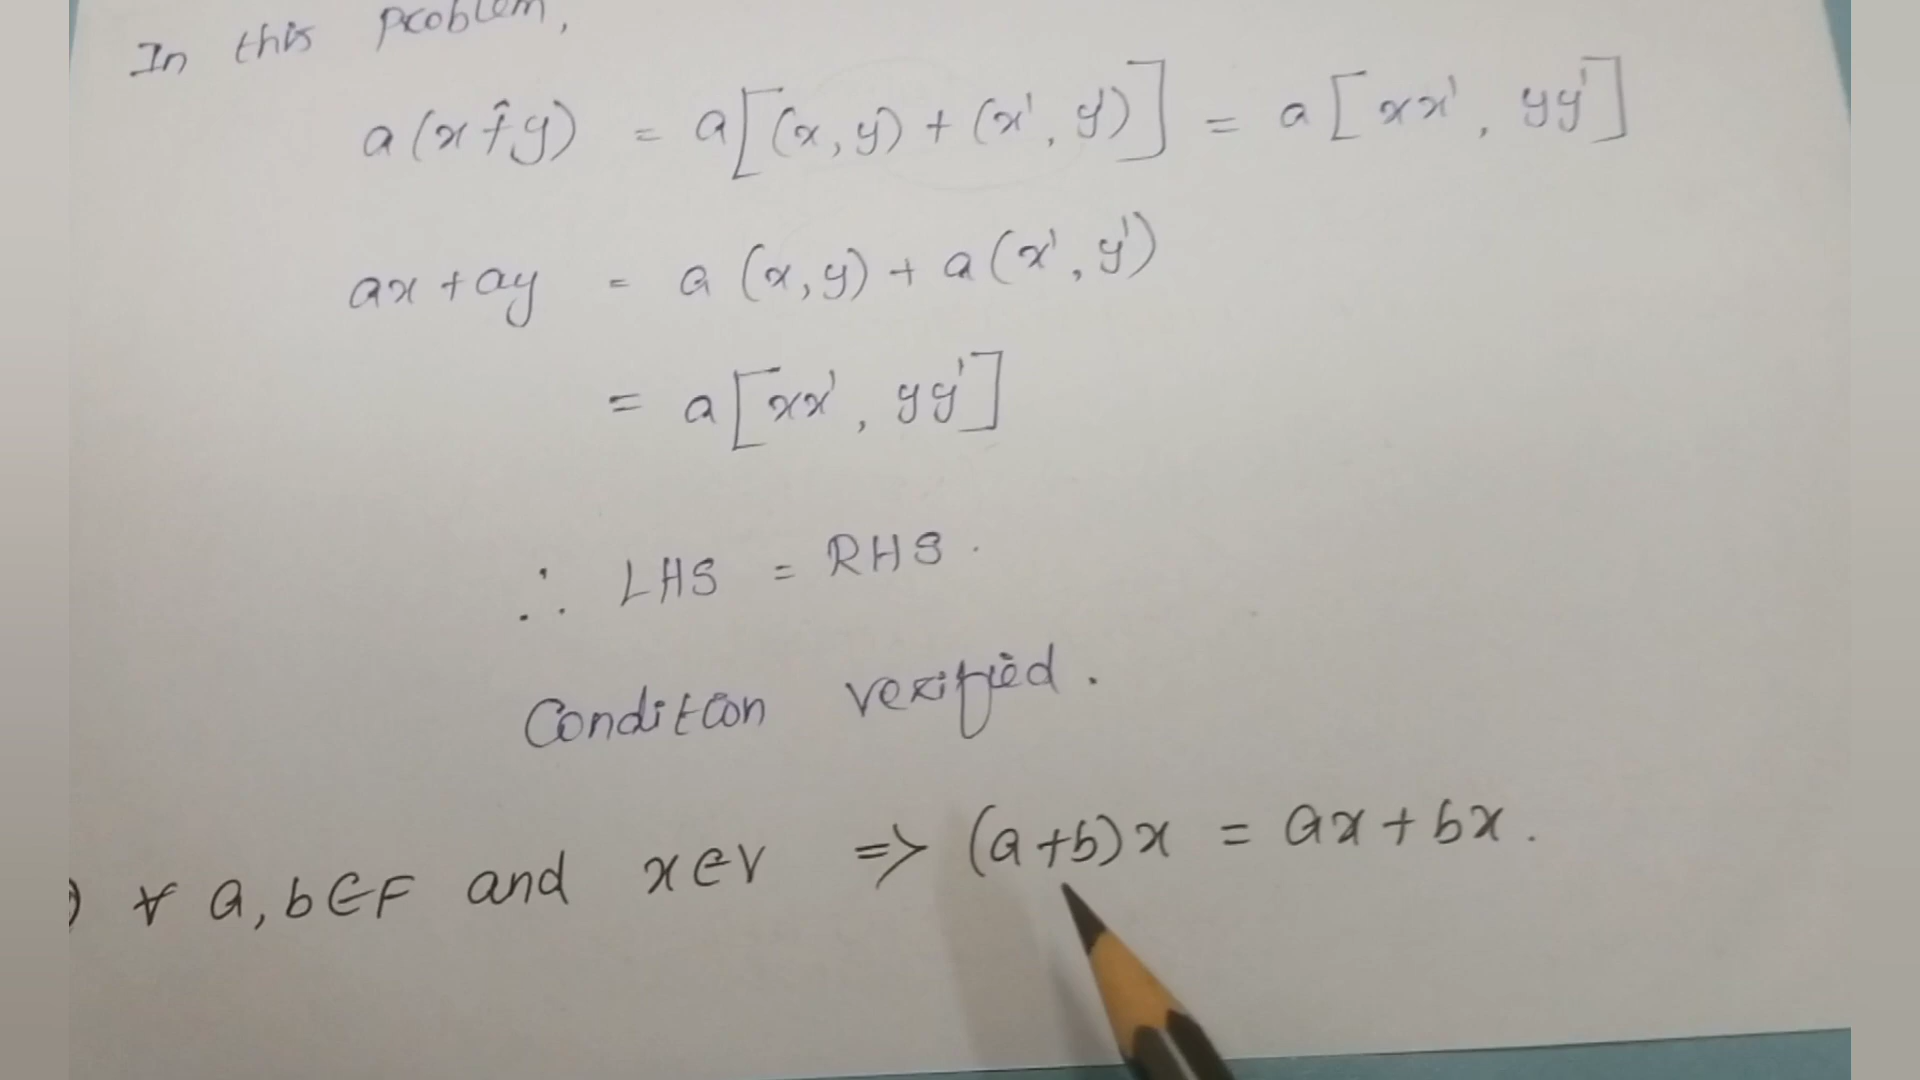 In this problem,
a(x+y) = a[(x,y) + (x', y')] = a[xx', yy']
ax + ay = a(x,y) + a(x', y')
= a[xx', yy']
∴ LHS = RHS.
Condition verified.
) ∀ a, b∈F and x∈V => (a+b)x = ax + bx.